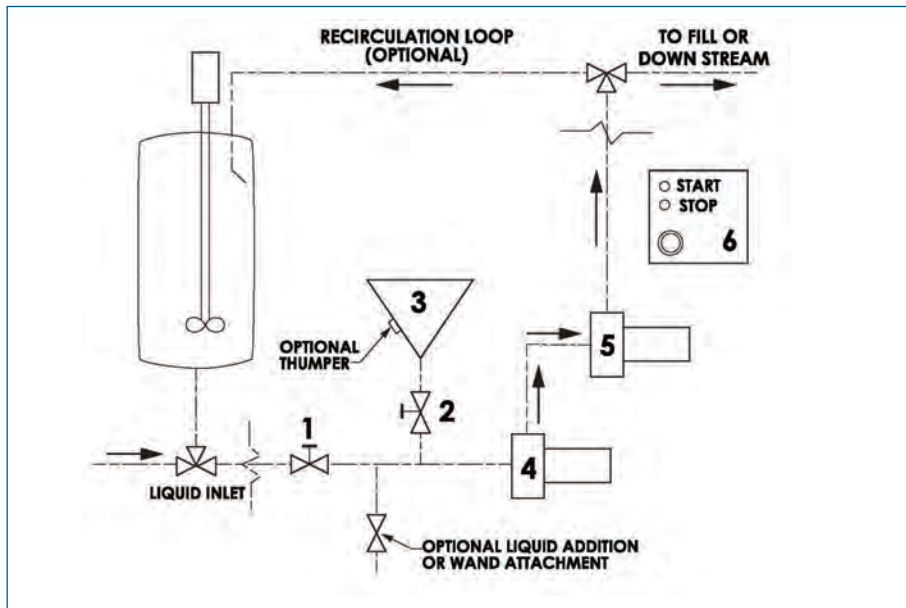 RECIRCULATION LOOP
(OPTIONAL)
TO FILL OR
DOWN STREAM
START
STOP
6
3
OPTIONAL
THUMPER
5
2
1
4
LIQUID INLET
OPTIONAL LIQUID ADDITION
OR WAND ATTACHMENT